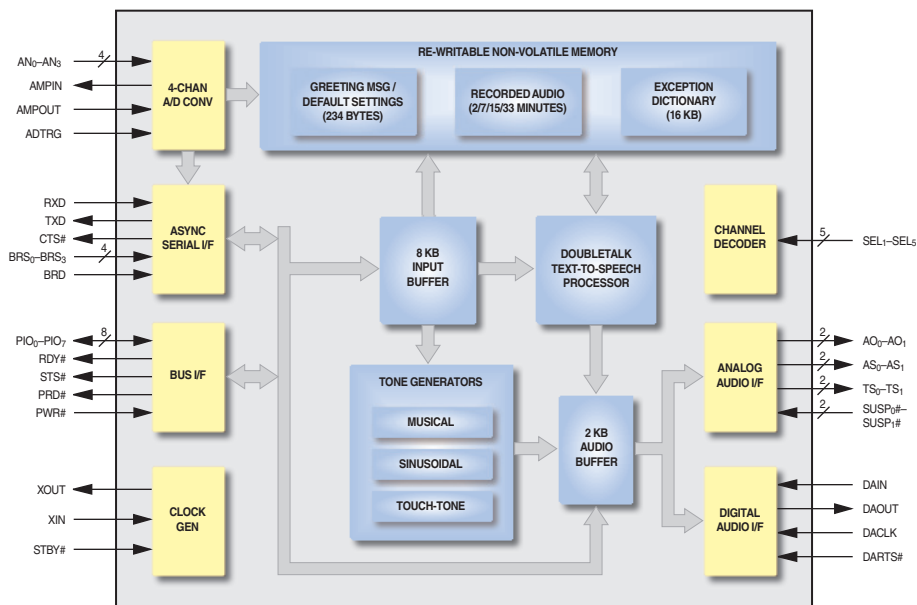 RE-WRITABLE NON-VOLATILE MEMORY
GREETING MSG /
DEFAULT SETTINGS
(234 BYTES)
RECORDED AUDIO
(2/7/15/33 MINUTES)
EXCEPTION
DICTIONARY
(16 KB)
AN0–AN3
4
AMPIN
AMPOUT
ADTRG
4-CHAN
A/D CONV
RXD
TXD
CTS#
BRS0–BRS3
4
BRD
ASYNC
SERIAL I/F
8 KB
INPUT
BUFFER
DOUBLETALK
TEXT-TO-SPEECH
PROCESSOR
CHANNEL
DECODER
5
SEL1–SEL5
PIO0–PIO7
8
RDY#
STS#
PRD#
PWR#
BUS I/F
TONE GENERATORS
MUSICAL
SINUSOIDAL
TOUCH-TONE
2 KB
AUDIO
BUFFER
ANALOG
AUDIO I/F
2
AO0–AO1
2
AS0–AS1
2
TS0–TS1
2
SUSP0#–
SUSP1#
XOUT
XIN
STBY#
CLOCK
GEN
DIGITAL
AUDIO I/F
DAIN
DAOUT
DACLK
DARTS#